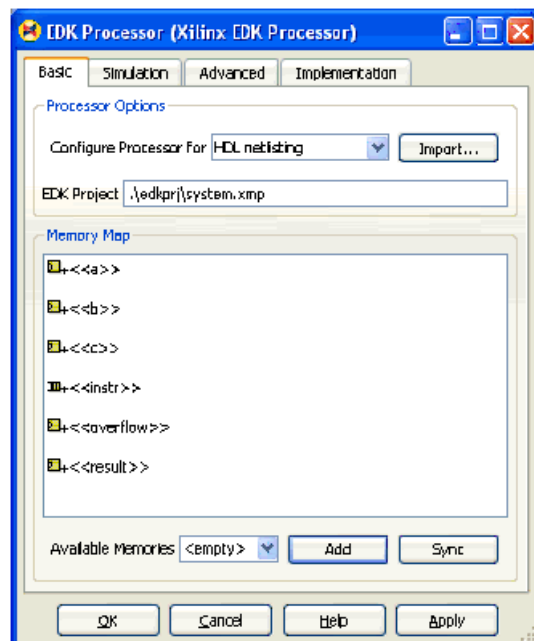 EDK Processor (Xilinx EDK Processor)
Basic Simulation Advanced Implementation
Processor Options
Configure Processor for HDL netlisting Import...
EDK Project .\edkprj\system.xmp
Memory Map
<<a>>
<<b>>
<<c>>
<<instr>>
<<overflow>>
<<result>>
Available Memories <empty> Add Sync
OK Cancel Help Apply